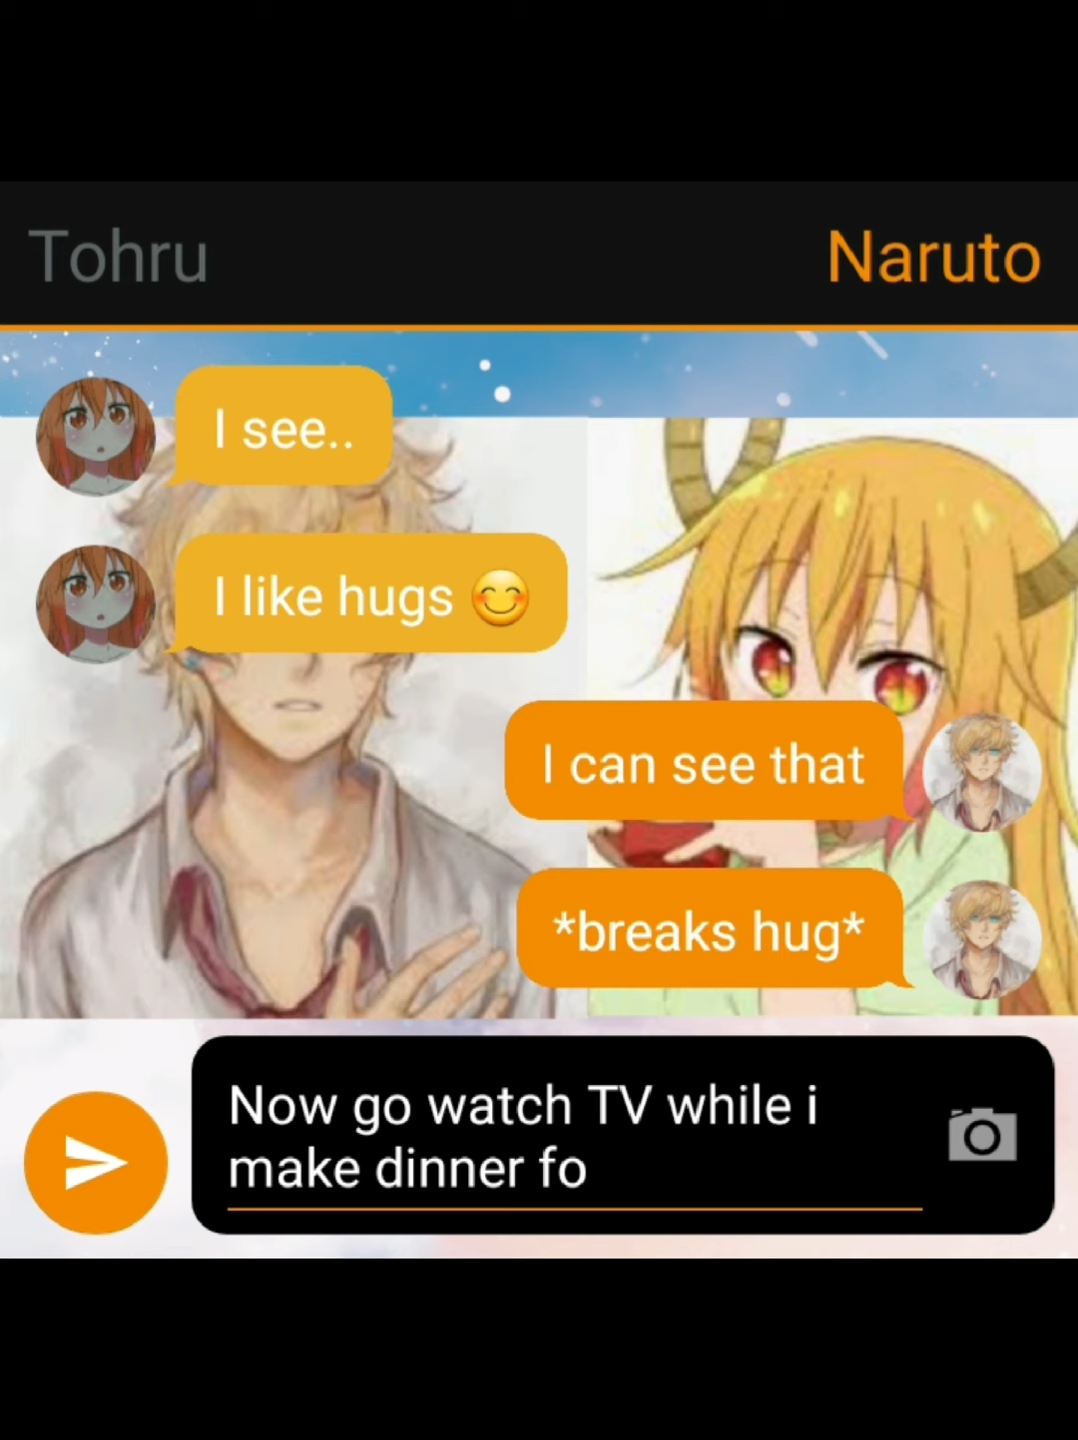 Tohru
Naruto
I see..
I like hugs 😊
I can see that
*breaks hug*
Now go watch TV while i
make dinner fo